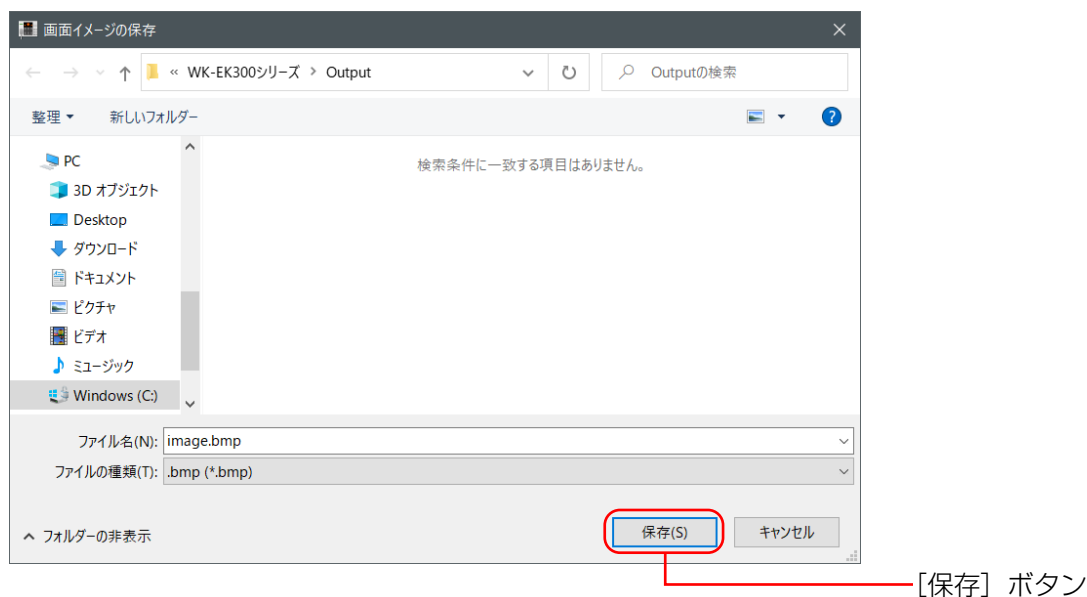 画面イメージの保存
« WK-EK300シリーズ > Output
Outputの検索
整理
新しいフォルダー
?
PC
3D オブジェクト
Desktop
ダウンロード
ドキュメント
ピクチャ
ビデオ
ミュージック
Windows (C:)
検索条件に一致する項目はありません。
ファイル名(N): image.bmp
ファイルの種類(T): .bmp (*.bmp)
フォルダーの非表示
保存(S)
キャンセル
[保存] ボタン